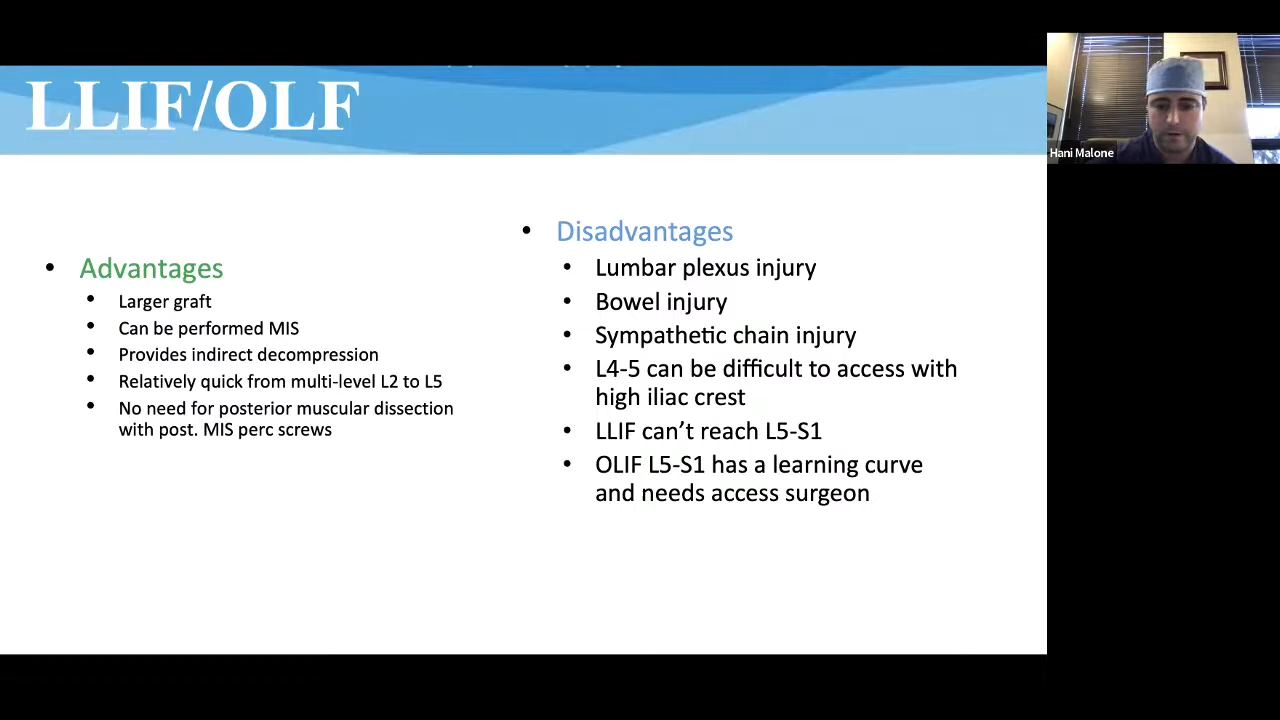 LLIF/OLF
Hani Malone
• Advantages
• Larger graft
• Can be performed MIS
• Provides indirect decompression
• Relatively quick from multi-level L2 to L5
• No need for posterior muscular dissection
with post. MIS perc screws
• Disadvantages
• Lumbar plexus injury
• Bowel injury
• Sympathetic chain injury
• L4-5 can be difficult to access with
high iliac crest
• LLIF can’t reach L5-S1
• OLIF L5-S1 has a learning curve
and needs access surgeon